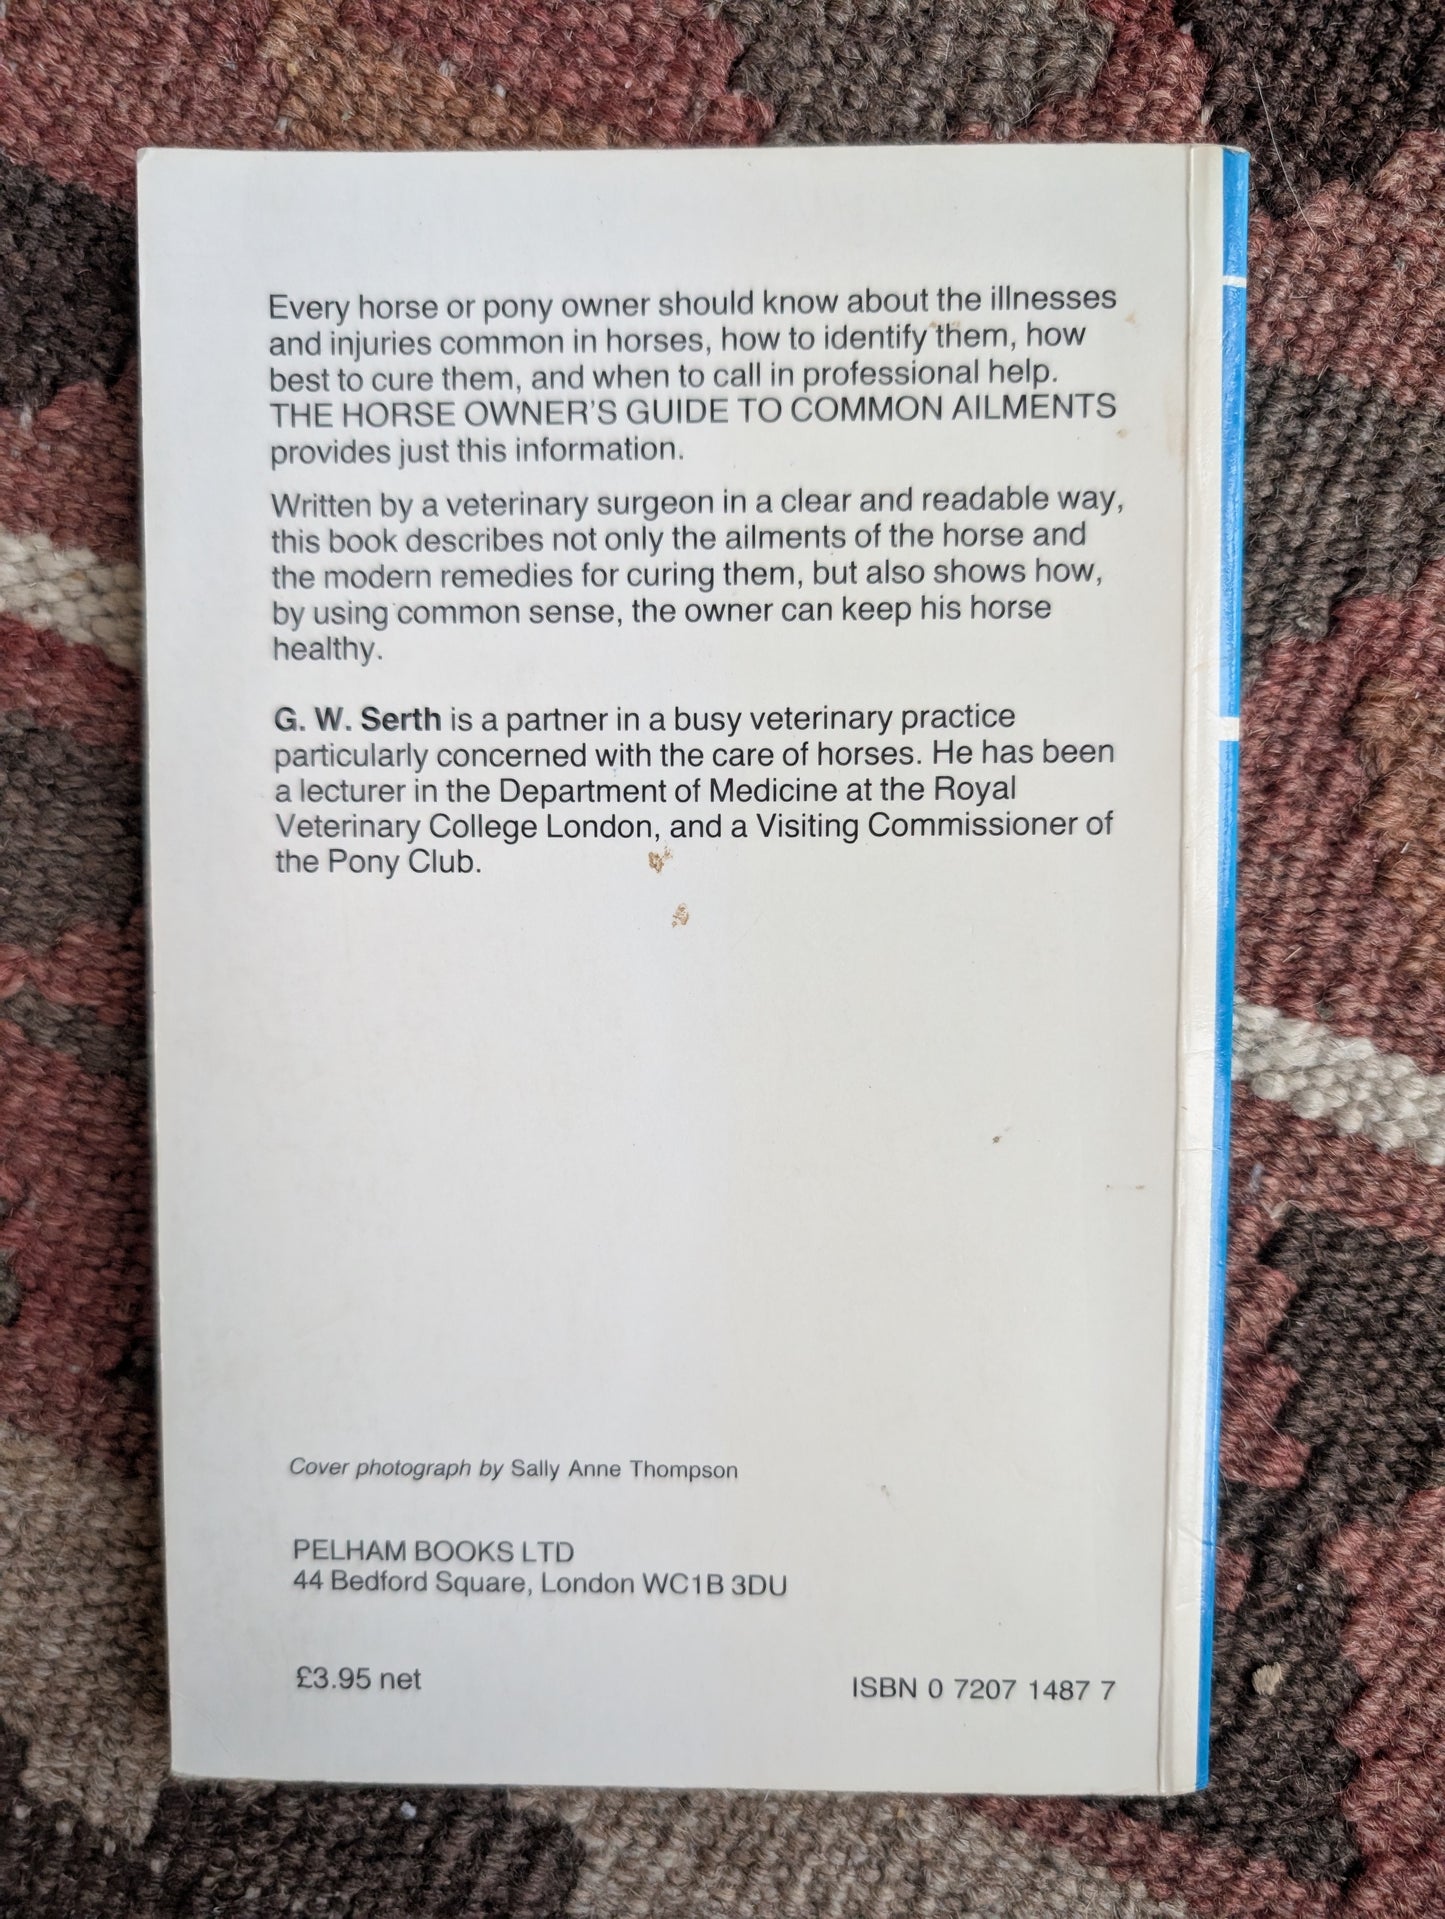 Every horse or pony owner should know about the illnesses
and injuries common in horses, how to identify them, how
best to cure them, and when to call in professional help.
THE HORSE OWNER'S GUIDE TO COMMON AILMENTS
provides just this information.
Written by a veterinary surgeon in a clear and readable way,
this book describes not only the ailments of the horse and
the modern remedies for curing them, but also shows how,
by using common sense, the owner can keep his horse
healthy.
G. W. Serth is a partner in a busy veterinary practice
particularly concerned with the care of horses. He has been
a lecturer in the Department of Medicine at the Royal
Veterinary College London, and a Visiting Commissioner of
the Pony Club.
Cover photograph by Sally Anne Thompson
PELHAM BOOKS LTD
44 Bedford Square, London WC1B 3DU
£3.95 net
ISBN 0 7207 1487 7